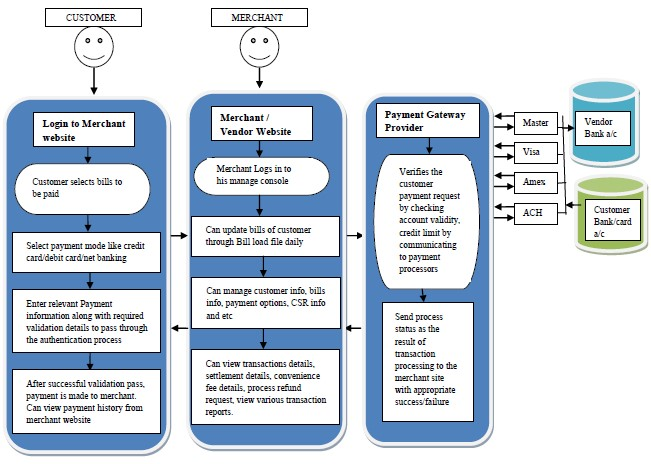 CUSTOMER
MERCHANT
Login to Merchant
website
Customer selects bills to
be paid
Select payment mode like credit
card/debit card/net banking
Enter relevant Payment
information along with required
validation details to pass through
the authentication process
After successful validation pass,
payment is made to merchant.
Can view payment history from
merchant website
Merchant /
Vendor Website
Merchant Logs in to
his manage console
Can update bills of customer
through Bill load file daily
Can manage customer info, bills
info, payment options, CSR info
and etc
Can view transactions details,
settlement details, convenience
fee details, process refund
request, view various transaction
reports.
Payment Gateway
Provider
Verifies the
customer
payment request
by checking
account validity,
credit limit by
communicating
to payment
processors
Send process
status as the
result of
transaction
processing to the
merchant site
with appropriate
success/failure
Master
Visa
Amex
ACH
Vendor
Bank a/c
Customer
Bank/card
a/c